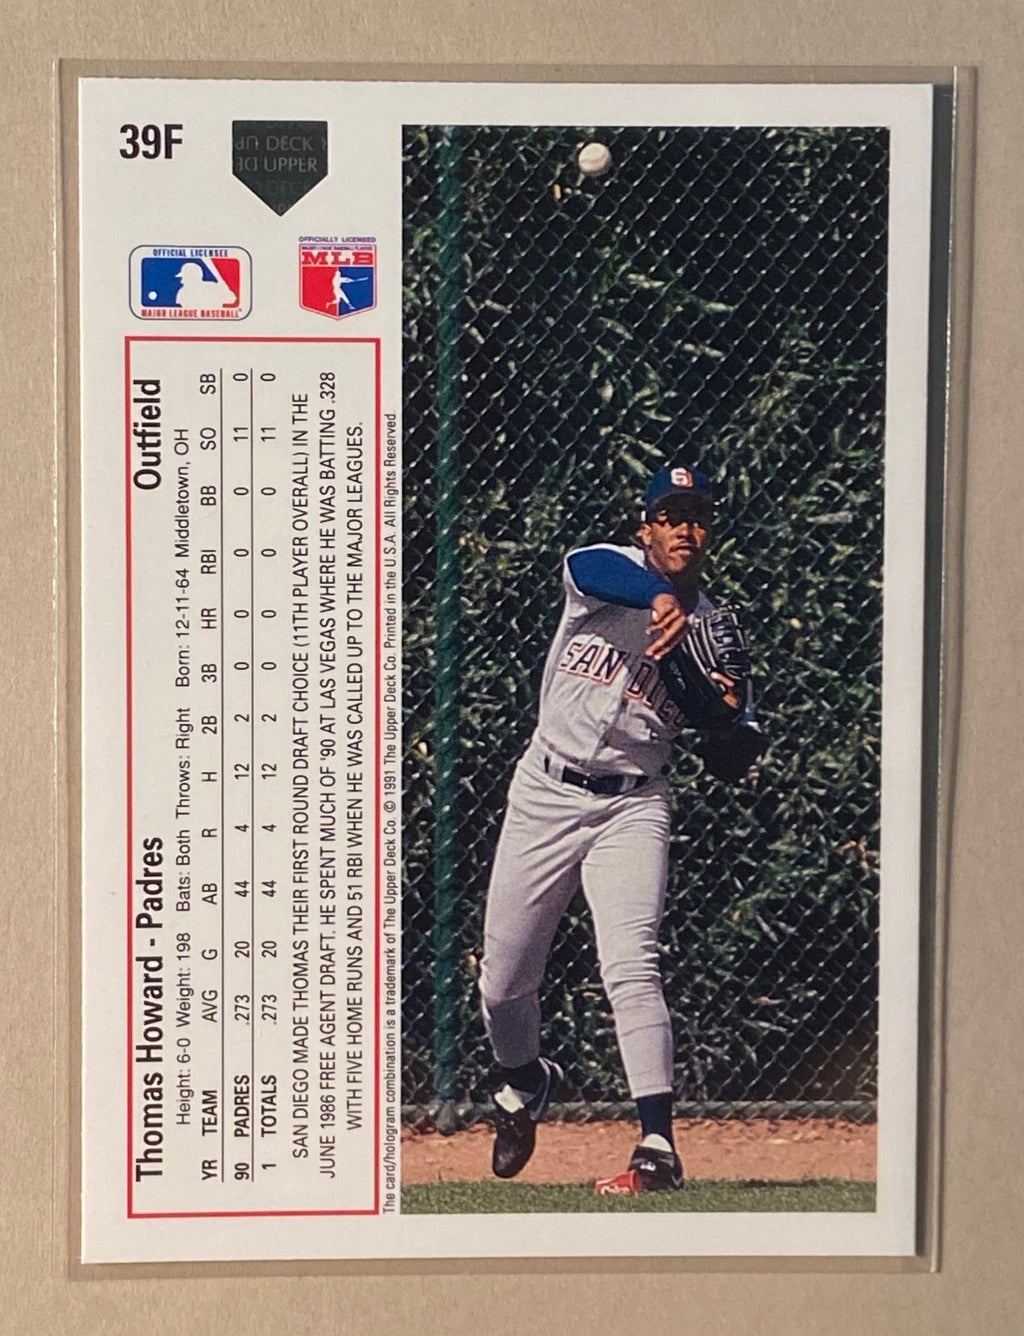 39F
UP DECK
UPPER
OFFICIAL LICENSEE
MAJOR LEAGUE BASEBALL
OFFICIALLY LICENSED
MAJOR LEAGUE BASEBALL PLAYERS
MLB
Thomas Howard - Padres Outfield
Height: 6-0 Weight: 198 Bats: Both Throws: Right Born: 12-11-64 Middletown, OH
YR TEAM AVG G AB R H 2B 3B HR RBI BB SO SB
90 PADRES .273 20 44 4 12 2 0 0 0 0 11 0
1 TOTALS .273 20 44 4 12 2 0 0 0 0 11 0
SAN DIEGO MADE THOMAS THEIR FIRST ROUND DRAFT CHOICE (11TH PLAYER OVERALL) IN THE
JUNE 1986 FREE AGENT DRAFT. HE SPENT MUCH OF '90 AT LAS VEGAS WHERE HE WAS BATTING .328
WITH FIVE HOME RUNS AND 51 RBI WHEN HE WAS CALLED UP TO THE MAJOR LEAGUES.
The card/hologram combination is a trademark of The Upper Deck Co. © 1991 The Upper Deck Co. Printed in the U.S.A. All Rights Reserved
SAN DIEGO